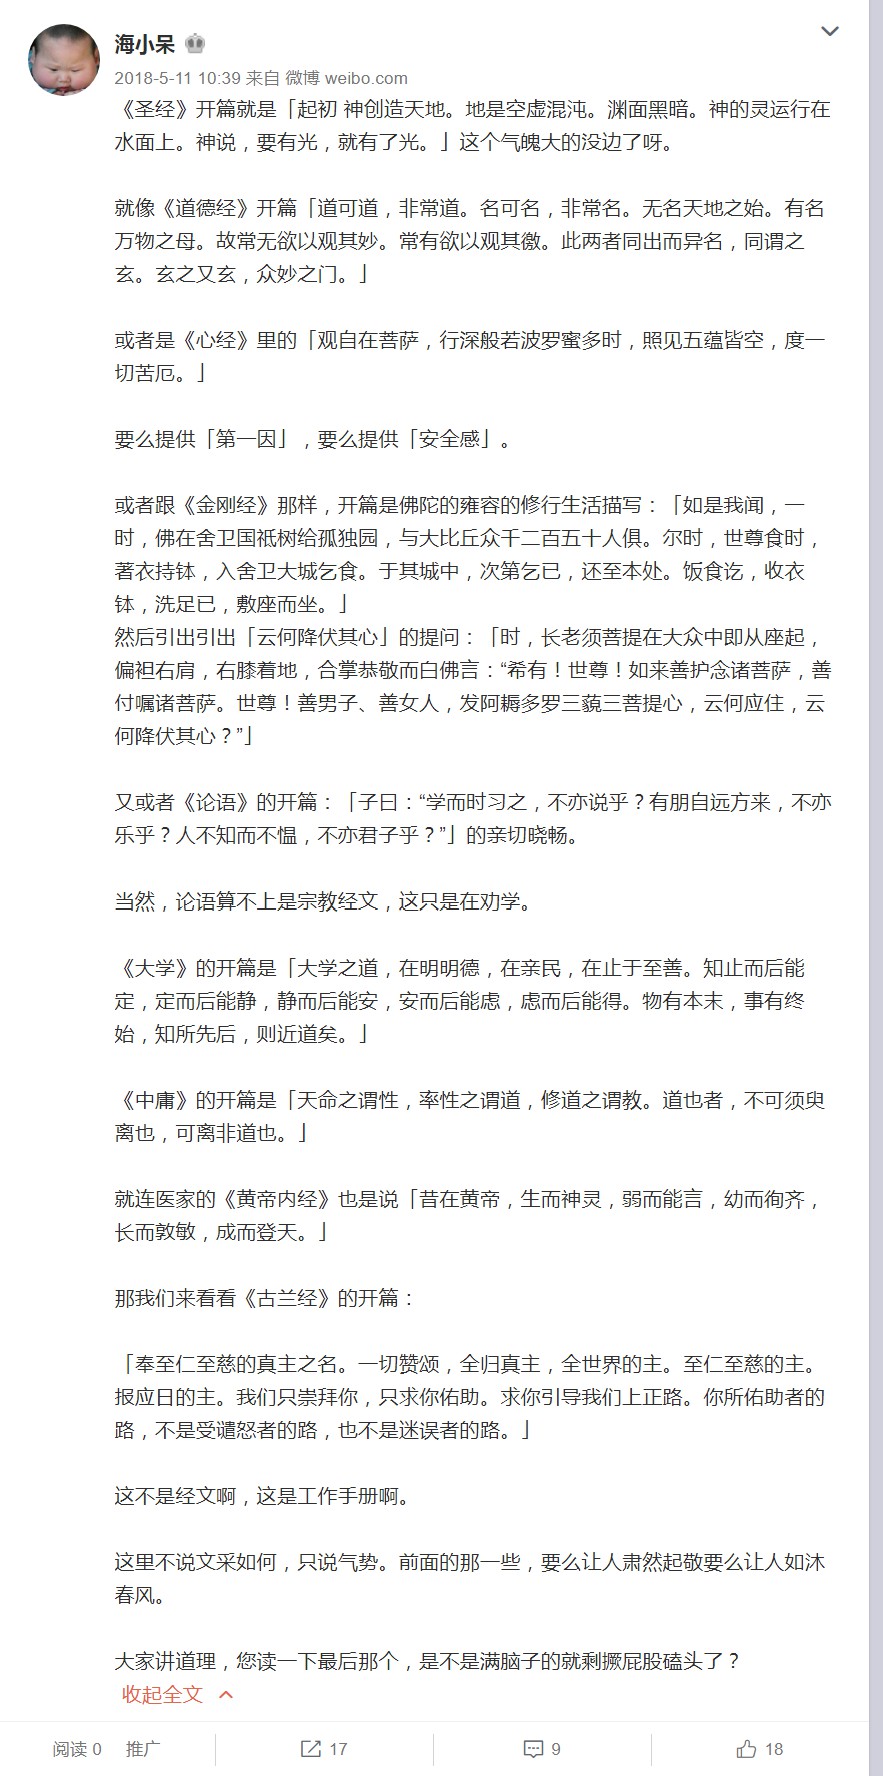 海小呆
2018-5-11 10:39 来自 微博 weibo.com
《圣经》开篇就是「起初 神创造天地。地是空虚混沌。渊面黑暗。神的灵运行在
水面上。神说，要有光，就有了光。」这个气魄大的没边了呀。
就像《道德经》开篇「道可道，非常道。名可名，非常名。无名天地之始。有名
万物之母。故常无欲以观其妙。常有欲以观其徼。此两者同出而异名，同谓之
玄。玄之又玄，众妙之门。」
或者是《心经》里的「观自在菩萨，行深般若波罗蜜多时，照见五蕴皆空，度一
切苦厄。」
要么提供「第一因」，要么提供「安全感」。
或者跟《金刚经》那样，开篇是佛陀的雍容的修行生活描写：「如是我闻，一
时，佛在舍卫国祇树给孤独园，与大比丘众千二百五十人俱。尔时，世尊食时，
著衣持钵，入舍卫大城乞食。于其城中，次第乞已，还至本处。饭食讫，收衣
钵，洗足已，敷座而坐。」
然后引出引出「云何降伏其心」的提问：「时，长老须菩提在大众中即从座起，
偏袒右肩，右膝着地，合掌恭敬而白佛言：“希有！世尊！如来善护念诸菩萨，善
付嘱诸菩萨。世尊！善男子、善女人，发阿耨多罗三藐三菩提心，云何应住，云
何降伏其心？”」
又或者《论语》的开篇：「子曰：“学而时习之，不亦说乎？有朋自远方来，不亦
乐乎？人不知而不愠，不亦君子乎？”」的亲切晓畅。
当然，论语算不上是宗教经文，这只是在劝学。
《大学》的开篇是「大学之道，在明明德，在亲民，在止于至善。知止而后能
定，定而后能静，静而后能安，安而后能虑，虑而后能得。物有本末，事有终
始，知所先后，则近道矣。」
《中庸》的开篇是「天命之谓性，率性之谓道，修道之谓教。道也者，不可须臾
离也，可离非道也。」
就连医家的《黄帝内经》也是说「昔在黄帝，生而神灵，弱而能言，幼而徇齐，
长而敦敏，成而登天。」
那我们来看看《古兰经》的开篇：
「奉至仁至慈的真主之名。一切赞颂，全归真主，全世界的主。至仁至慈的主。
报应日的主。我们只崇拜你，只求你佑助。求你引导我们上正路。你所佑助者的
路，不是受谴怒者的路，也不是迷误者的路。」
这不是经文啊，这是工作手册啊。
这里不说文采如何，只说气势。前面的那一些，要么让人肃然起敬要么让人如沐
春风。
大家讲道理，您读一下最后那个，是不是满脑子的就剩撅屁股磕头了？
收起全文
阅读 0 推广 17 9 18